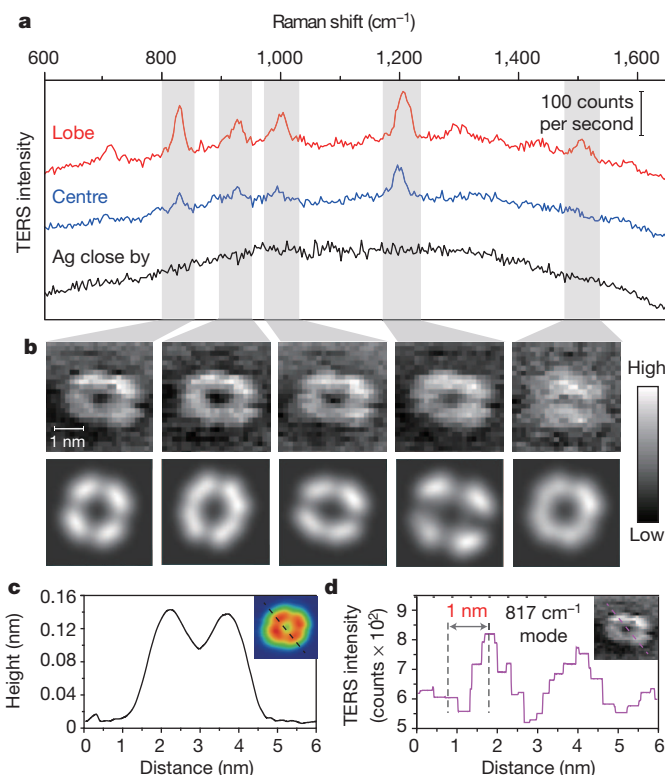 a
Raman shift (cm⁻¹)
600 800 1,000 1,200 1,400 1,600
TERS intensity
Lobe
100 counts
per second
Centre
Ag close by
b
1 nm
High
Low
c
Height (nm)
0.16
0.12
0.08
0.04
0
0 1 2 3 4 5 6
Distance (nm)
d
TERS intensity
(counts × 10²)
9
8
7
6
5
1 nm
817 cm⁻¹
mode
0 1 2 3 4 5 6
Distance (nm)